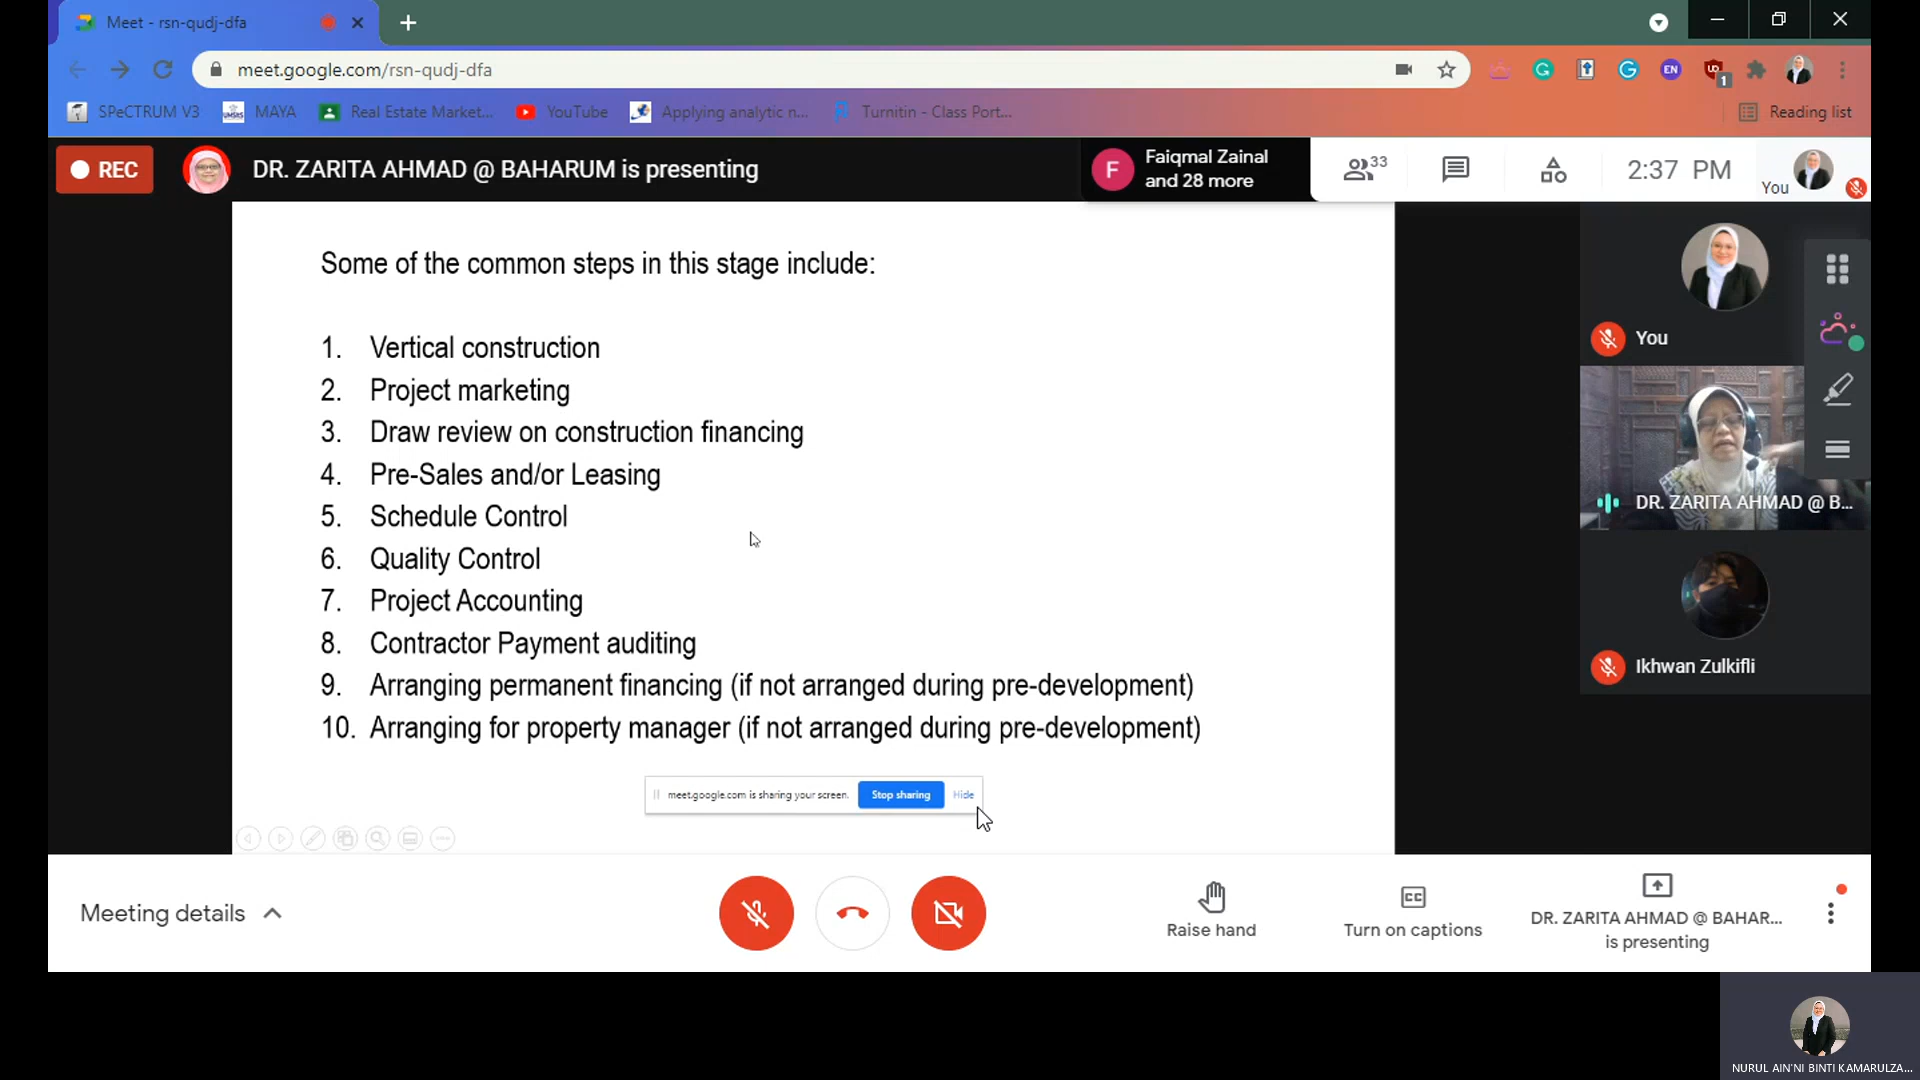 Meet - rsn-qudj-dfa
meet.google.com/rsn-qudj-dfa
EN
1
SPeCTRUM V3
MAYA
Real Estate Market...
YouTube
Applying analytic n...
Turnitin - Class Port...
Reading list
REC
DR. ZARITA AHMAD @ BAHARUM is presenting
F
Faiqmal Zainal
and 28 more
33
2:37 PM
You
Some of the common steps in this stage include:
1. Vertical construction
2. Project marketing
3. Draw review on construction financing
4. Pre-Sales and/or Leasing
5. Schedule Control
6. Quality Control
7. Project Accounting
8. Contractor Payment auditing
9. Arranging permanent financing (if not arranged during pre-development)
10. Arranging for property manager (if not arranged during pre-development)
You
DR. ZARITA AHMAD @ B...
Ikhwan Zulkifli
meet.google.com is sharing your screen.
Stop sharing
Hide
Meeting details
Raise hand
Turn on captions
DR. ZARITA AHMAD @ BAHAR...
is presenting
NURUL AIN'NI BINTI KAMARULZA...